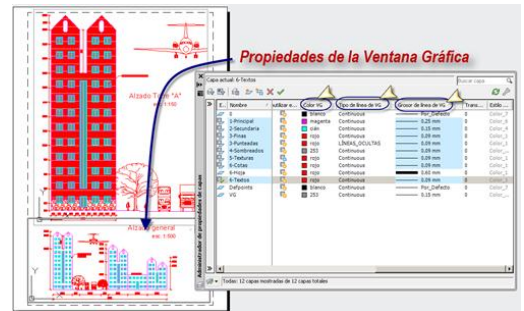 Propiedades de la Ventana Gráfica
Alzado Torre "A"
esc 1:150
Alzado general
esc. 1:500
Administrador de propiedades de capas
Capa actual: 6-Textos
Buscar capa
E... Nombre utilizar e... Color VG Tipo de línea de VG Grosor de línea de VG Trans... Estilo ...
0 blanco Continuous Por_Defecto 0 Color_7
1-Principal magenta Continuous 0.25 mm 0
2-Secundaria cián Continuous 0.15 mm 0
3-Finas rojo Continuous 0.09 mm 0
3-Punteadas rojo LÍNEAS_OCULTAS 0.09 mm 0
4-Sombreados 253 Continuous 0.09 mm 0
5-Texturas rojo Continuous 0.09 mm 0
6-Cotas rojo Continuous 0.09 mm 0
6-Hoja rojo Continuous 0.60 mm 0
6-Textos rojo Continuous 0.09 mm 0
Defpoints blanco Continuous Por_Defecto 0
VG 253 Continuous 0.18 mm 0
Todas: 12 capas mostradas de 12 capas totales